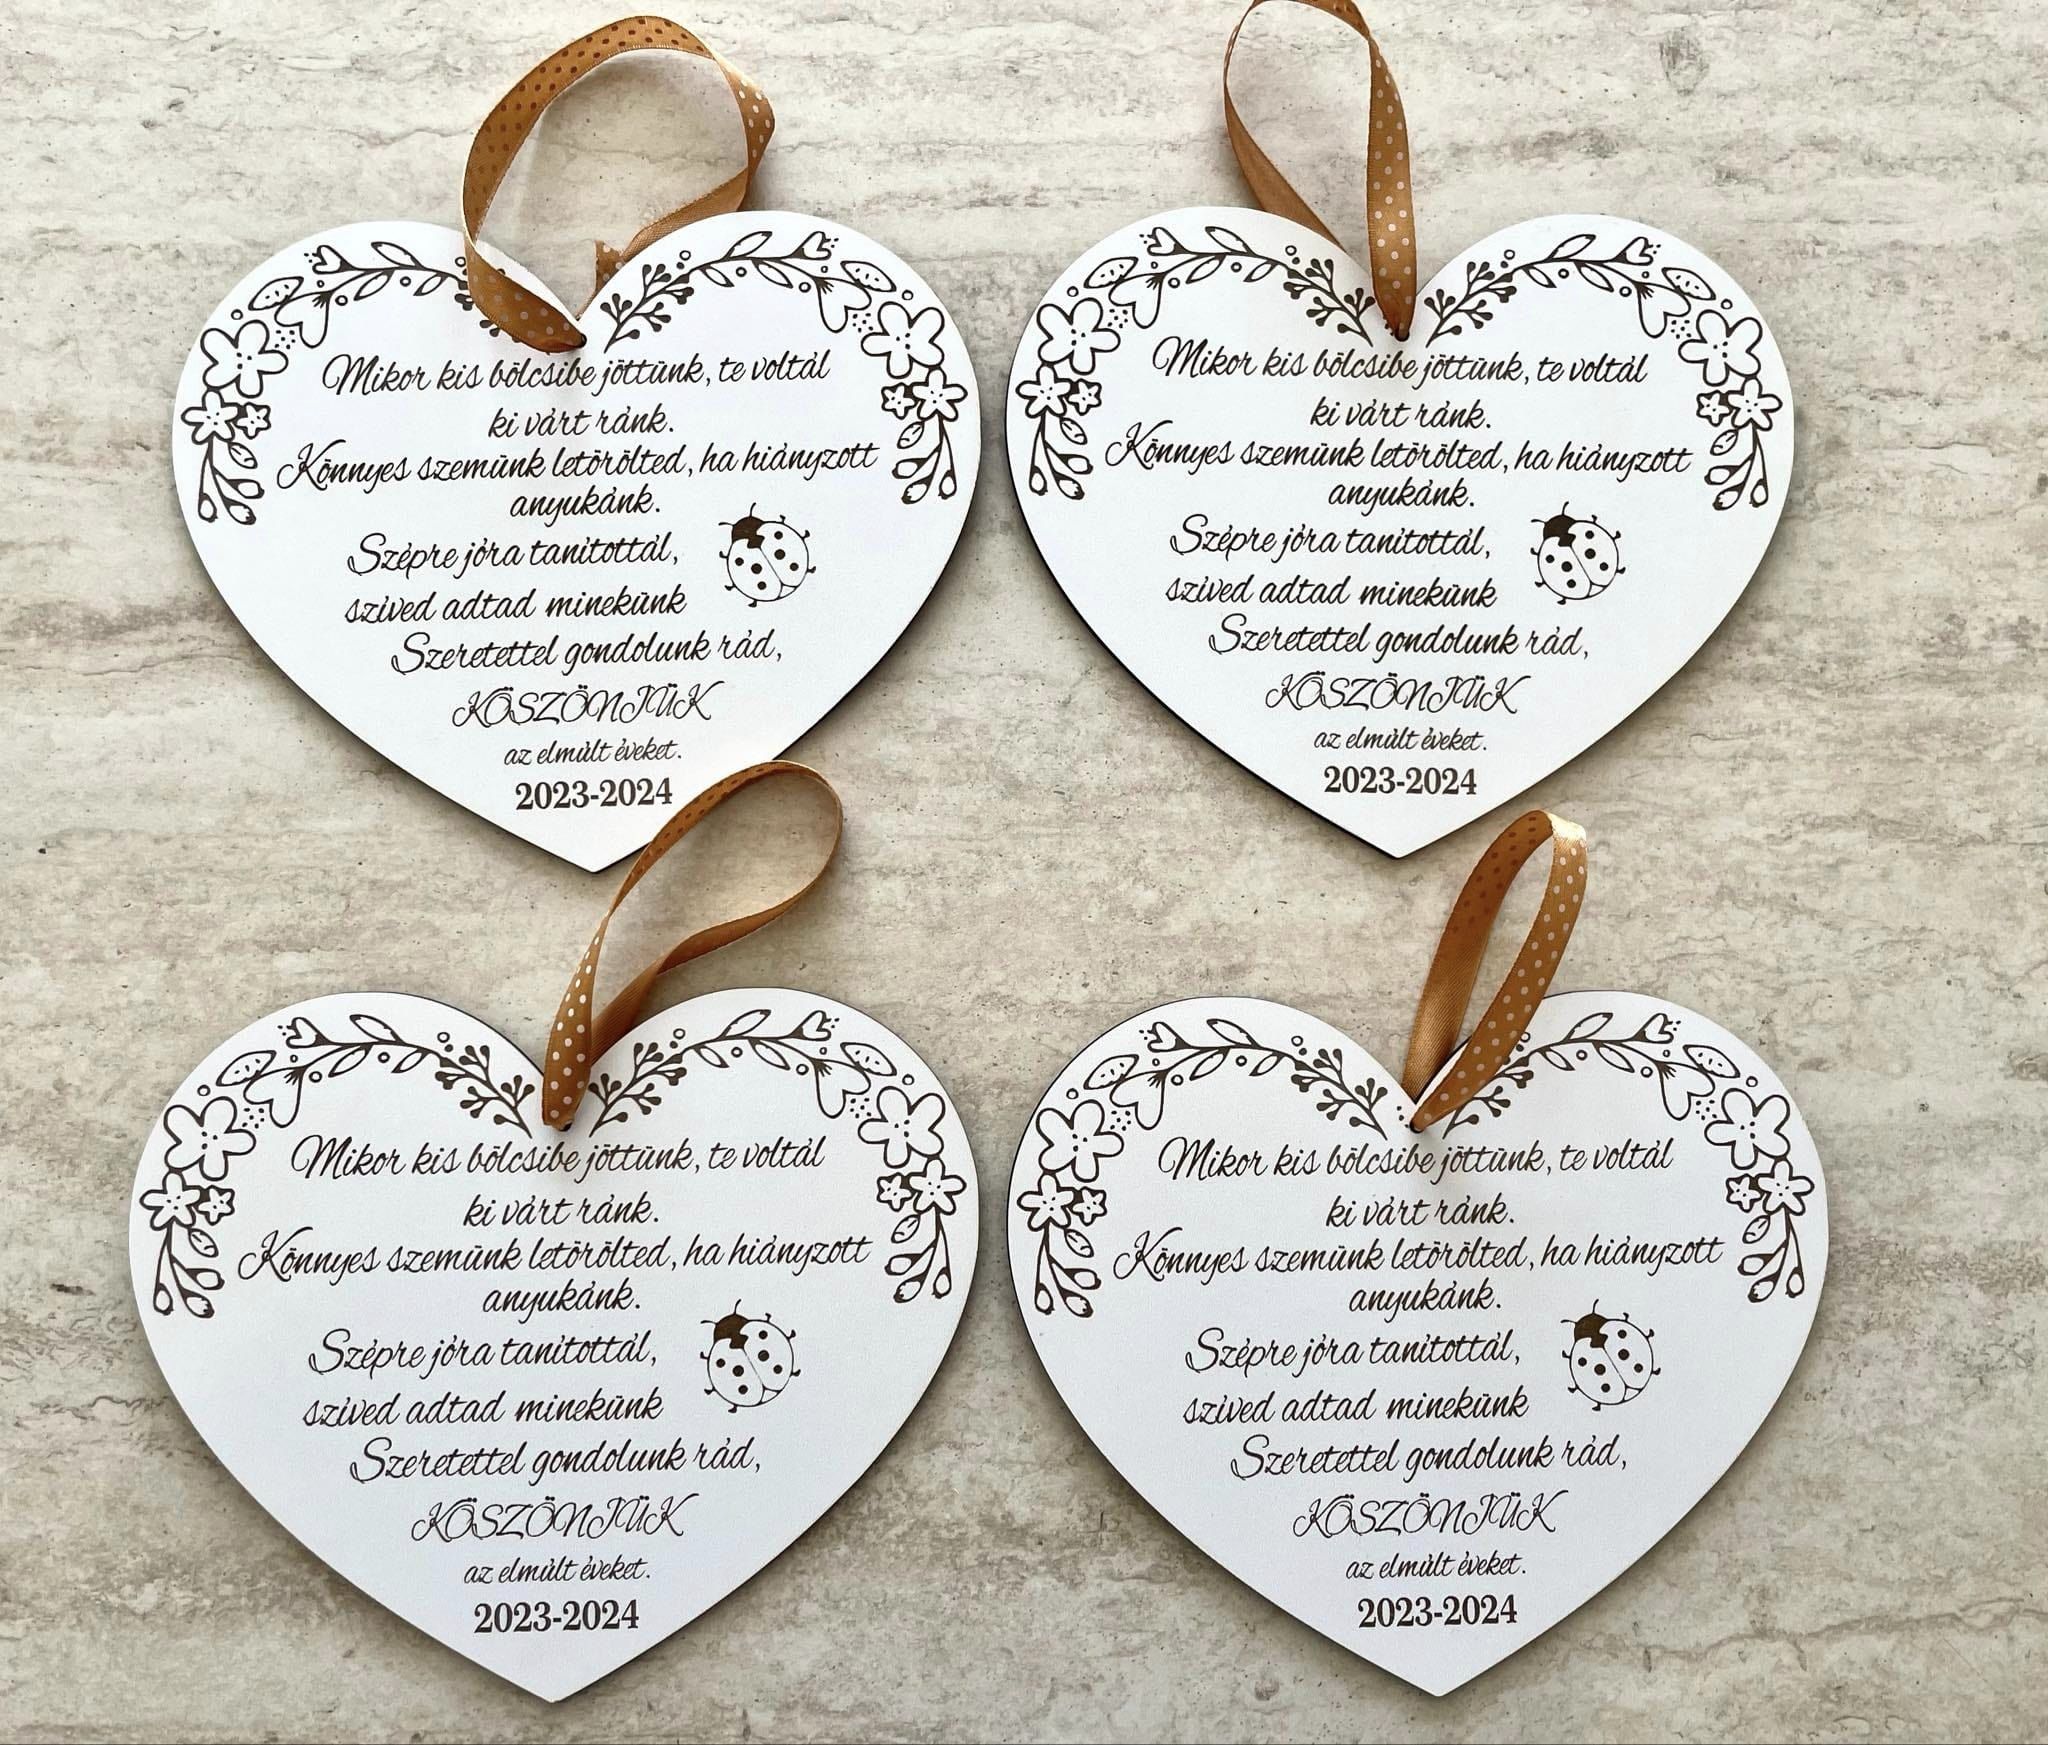 Mikor kis bölcsibe jöttünk, te voltál
ki várt ránk.
Könnyes szemünk letörölted, ha hiányzott
anyukánk.
Szépre jóra tanítottál,
szíved adtad minekünk
Szeretettel gondolunk rád,
KÖSZÖNJÜK
az elmúlt éveket.
2023-2024
Mikor kis bölcsibe jöttünk, te voltál
ki várt ránk.
Könnyes szemünk letörölted, ha hiányzott
anyukánk.
Szépre jóra tanítottál,
szíved adtad minekünk
Szeretettel gondolunk rád,
KÖSZÖNJÜK
az elmúlt éveket.
2023-2024
Mikor kis bölcsibe jöttünk, te voltál
ki várt ránk.
Könnyes szemünk letörölted, ha hiányzott
anyukánk.
Szépre jóra tanítottál,
szíved adtad minekünk
Szeretettel gondolunk rád,
KÖSZÖNJÜK
az elmúlt éveket.
2023-2024
Mikor kis bölcsibe jöttünk, te voltál
ki várt ránk.
Könnyes szemünk letörölted, ha hiányzott
anyukánk.
Szépre jóra tanítottál,
szíved adtad minekünk
Szeretettel gondolunk rád,
KÖSZÖNJÜK
az elmúlt éveket.
2023-2024